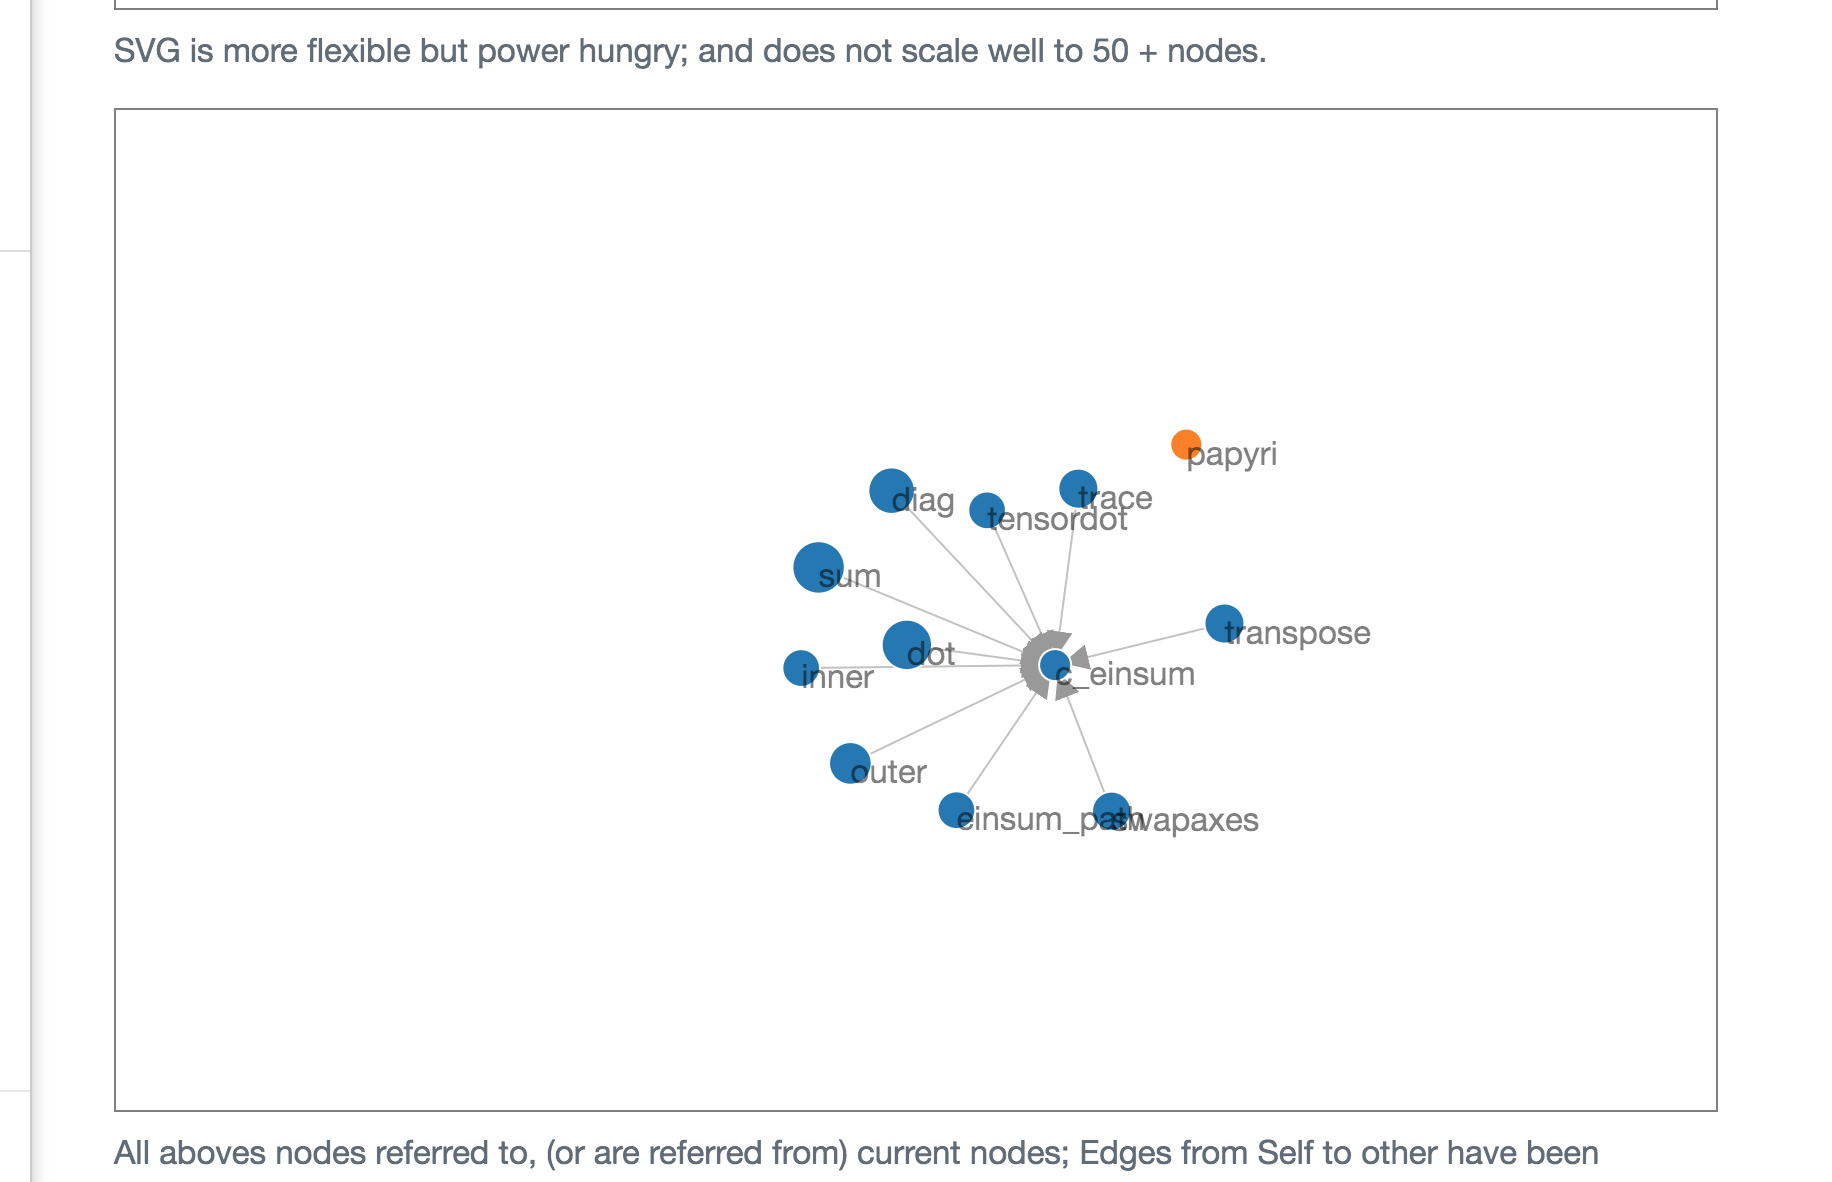 SVG is more flexible but power hungry; and does not scale well to 50 + nodes.
papyri
diag
trace
tensordot
sum
transpose
dot
inner
c_einsum
outer
einsum_path
swapaxes
All aboves nodes referred to, (or are referred from) current nodes; Edges from Self to other have been